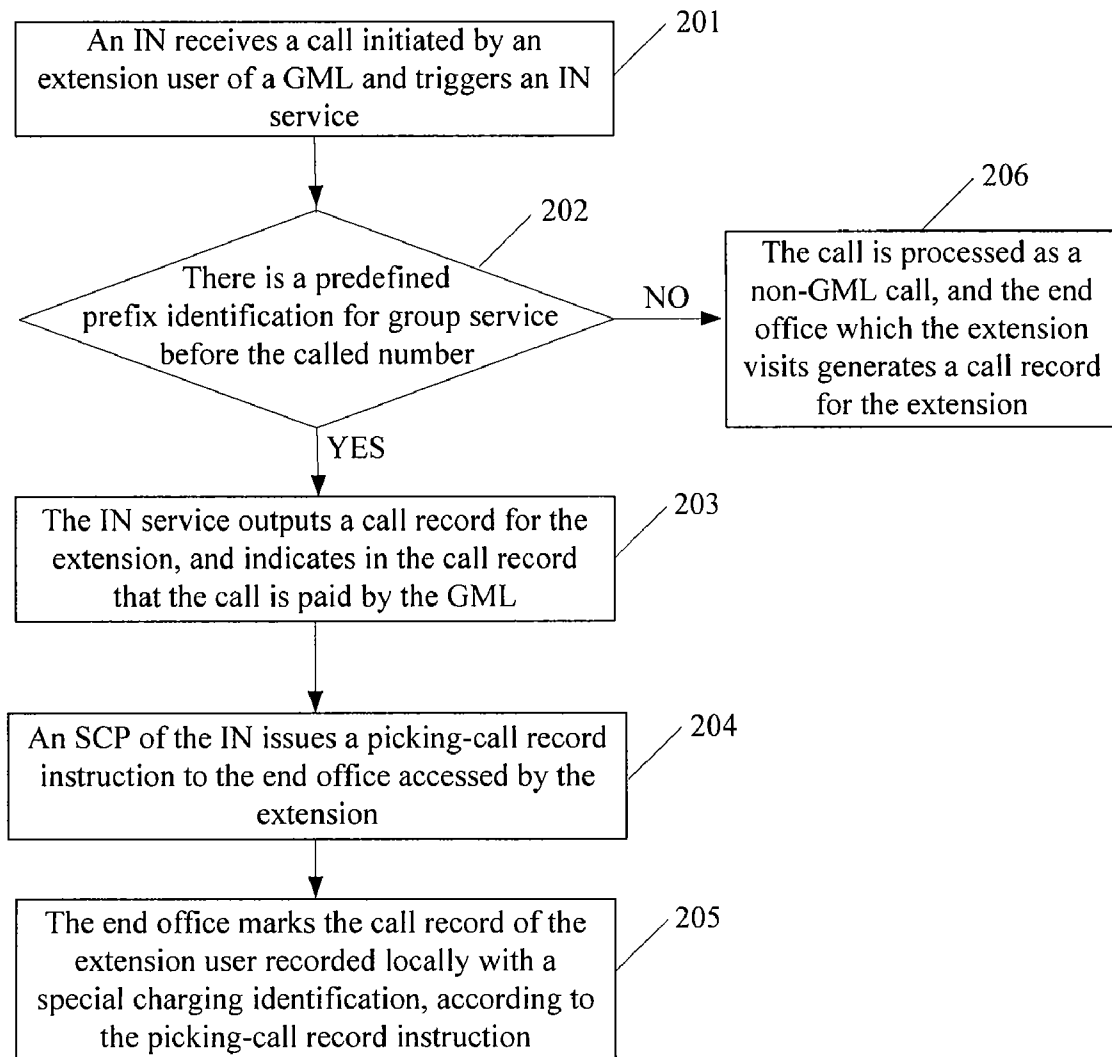 An IN receives a call initiated by an
extension user of a GML and triggers an IN
service
201
202
There is a predefined
prefix identification for group service
before the called number
NO
YES
206
The call is processed as a
non-GML call, and the end
office which the extension
visits generates a call record
for the extension
203
The IN service outputs a call record for the
extension, and indicates in the call record
that the call is paid by the GML
204
An SCP of the IN issues a picking-call record
instruction to the end office accessed by the
extension
205
The end office marks the call record of the
extension user recorded locally with a
special charging identification, according to
the picking-call record instruction